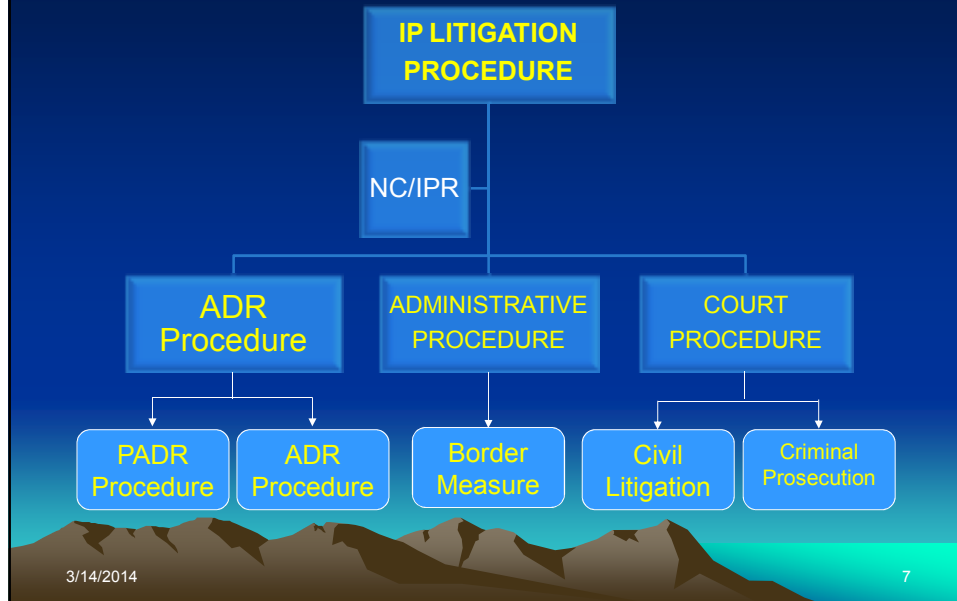 IP LITIGATION
PROCEDURE
NC/IPR
ADR
Procedure
ADMINISTRATIVE
PROCEDURE
COURT
PROCEDURE
PADR
Procedure
ADR
Procedure
Border
Measure
Civil
Litigation
Criminal
Prosecution
3/14/2014
7